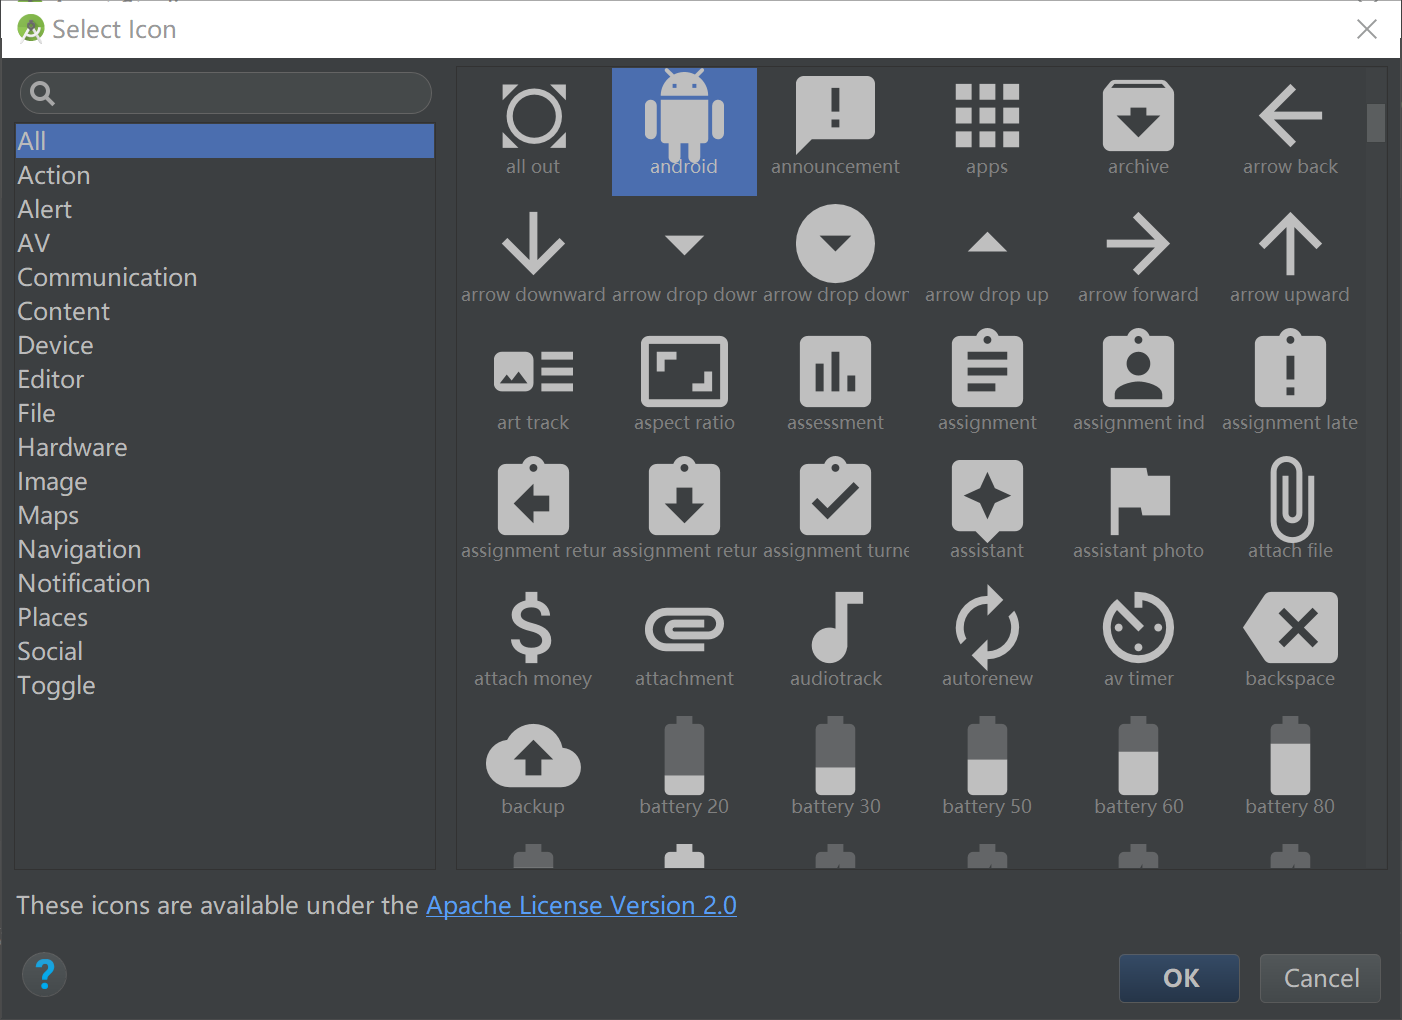 Select Icon
All
Action
Alert
AV
Communication
Content
Device
Editor
File
Hardware
Image
Maps
Navigation
Notification
Places
Social
Toggle
all out android announcement apps archive arrow back
arrow downward arrow drop dowr arrow drop dowr arrow drop up arrow forward arrow upward
art track aspect ratio assessment assignment assignment ind assignment late
assignment retur assignment retur assignment turne assistant assistant photo attach file
attach money attachment audiotrack autorenew av timer backspace
backup battery 20 battery 30 battery 50 battery 60 battery 80
These icons are available under the Apache License Version 2.0
?
OK Cancel